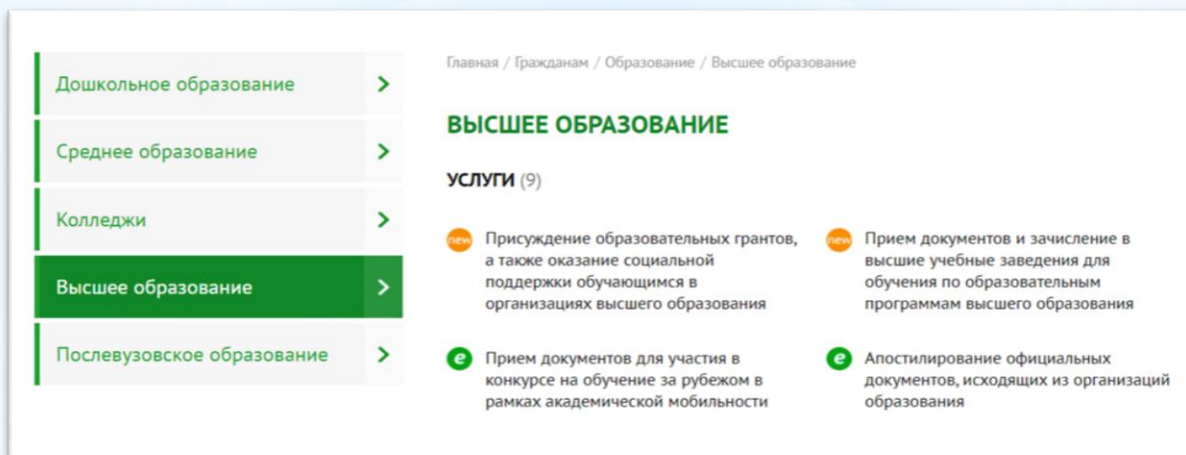 Дошкольное образование
Среднее образование
Колледжи
Высшее образование
Послевузовское образование
Главная / Гражданам / Образование / Высшее образование
ВЫСШЕЕ ОБРАЗОВАНИЕ
УСЛУГИ (9)
new
Присуждение образовательных грантов,
а также оказание социальной
поддержки обучающимся в
организациях высшего образования
new
Прием документов и зачисление в
высшие учебные заведения для
обучения по образовательным
программам высшего образования
e
Прием документов для участия в
конкурсе на обучение за рубежом в
рамках академической мобильности
e
Апостилирование официальных
документов, исходящих из организаций
образования